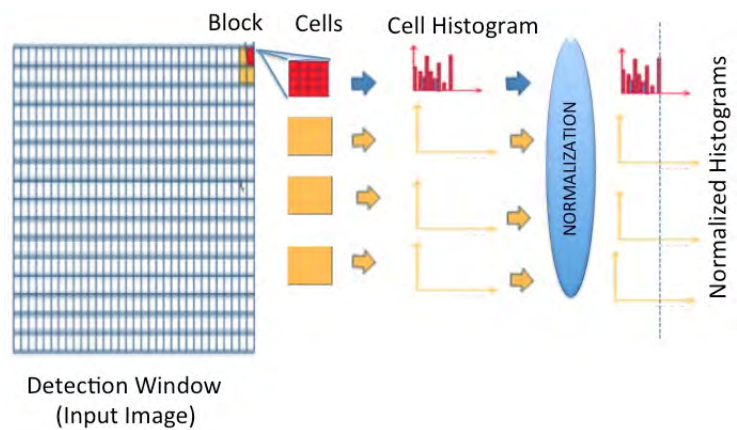 Block
Cells
Cell Histogram
NORMALIZATION
Normalized Histograms
Detection Window
(Input Image)